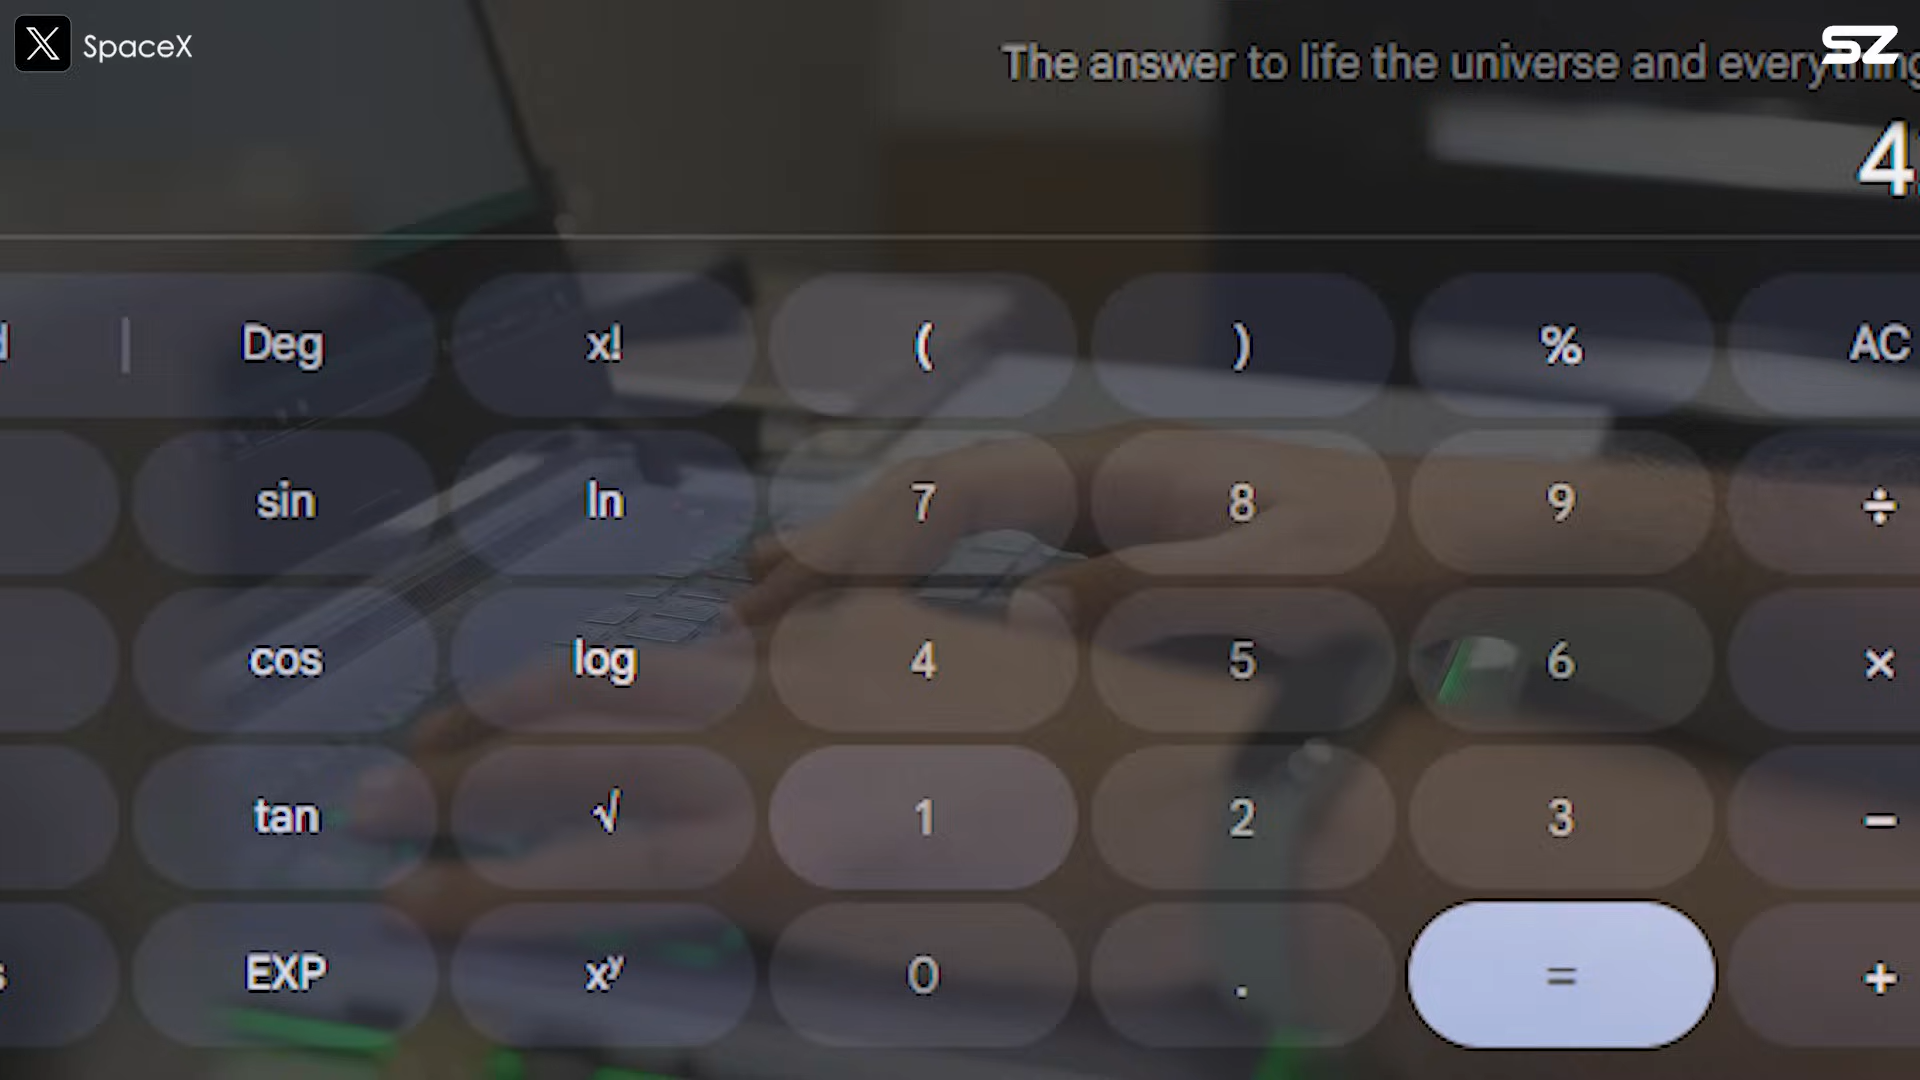 SpaceX
SZ
The answer to life the universe and everything
4
Deg x! ( ) % AC
sin ln 7 8 9 ÷
cos log 4 5 6 ×
tan √ 1 2 3 −
EXP xʸ 0 . = +